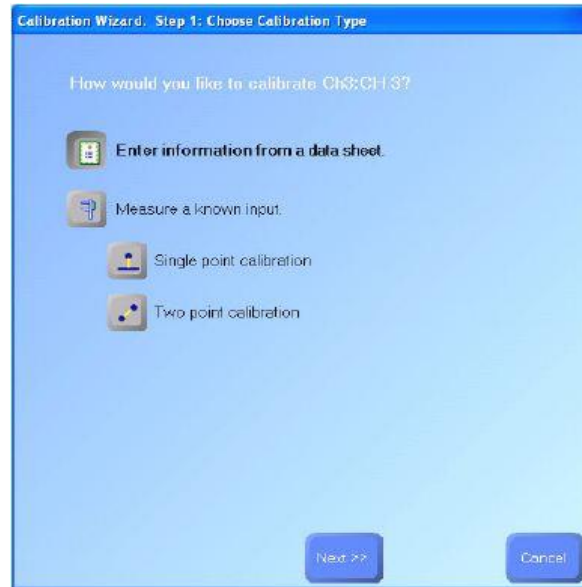 Calibration Wizard. Step 1: Choose Calibration Type
How would you like to calibrate Ch3:CH 3?
Enter information from a data sheet.
Measure a known input.
Single point calibration
Two point calibration
Next >>
Cancel